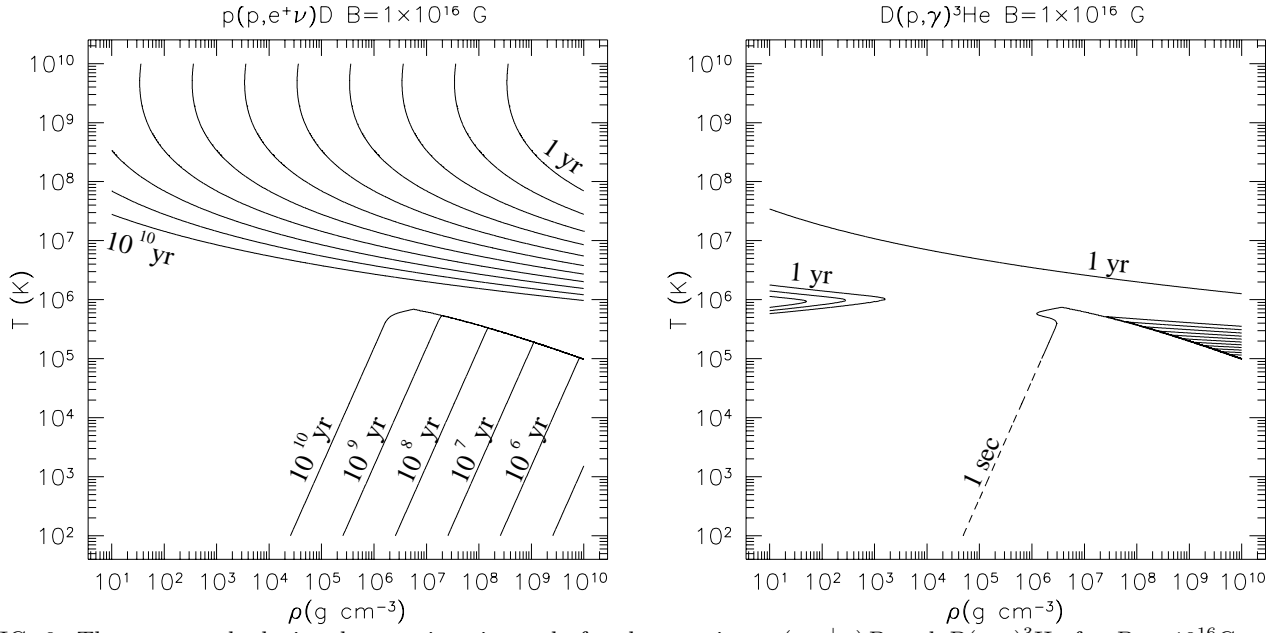 p(p,e⁺ν)D B=1×10¹⁶ G
10¹⁰
10⁹
10⁸
10⁷
10⁶
10⁵
10⁴
10³
10²
T (K)
1 yr
10¹⁰ yr
10¹⁰ yr
10⁹ yr
10⁸ yr
10⁷ yr
10⁶ yr
10¹ 10² 10³ 10⁴ 10⁵ 10⁶ 10⁷ 10⁸ 10⁹ 10¹⁰
ρ(g cm⁻³)
D(p,γ)³He B=1×10¹⁶ G
10¹⁰
10⁹
10⁸
10⁷
10⁶
10⁵
10⁴
10³
10²
T (K)
1 yr
1 yr
1 sec
10¹ 10² 10³ 10⁴ 10⁵ 10⁶ 10⁷ 10⁸ 10⁹ 10¹⁰
ρ(g cm⁻³)